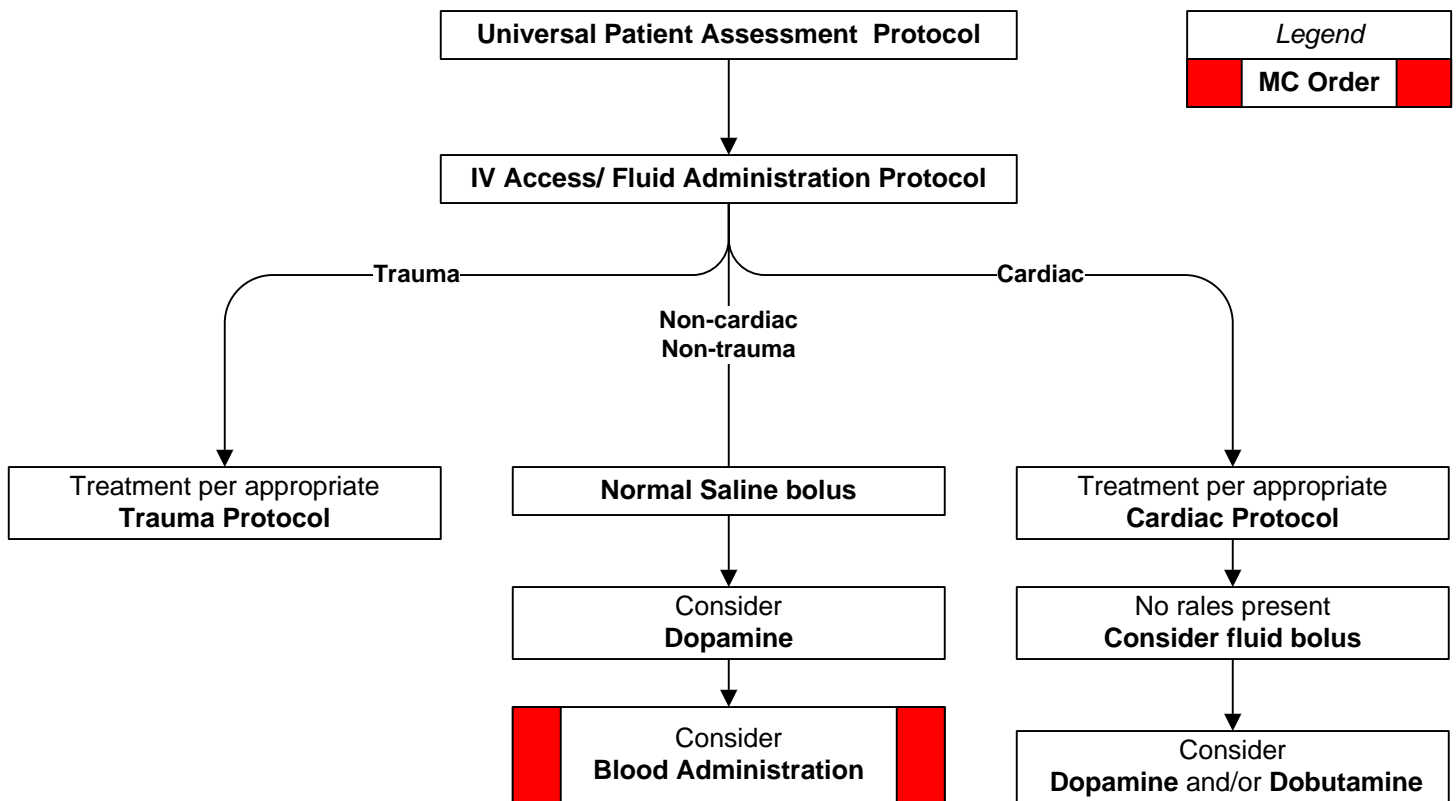 Universal Patient Assessment Protocol
Legend
MC Order
IV Access/ Fluid Administration Protocol
Trauma
Cardiac
Non-cardiac
Non-trauma
Treatment per appropriate
Trauma Protocol
Normal Saline bolus
Treatment per appropriate
Cardiac Protocol
Consider
Dopamine
No rales present
Consider fluid bolus
Consider
Blood Administration
Consider
Dopamine and/or Dobutamine